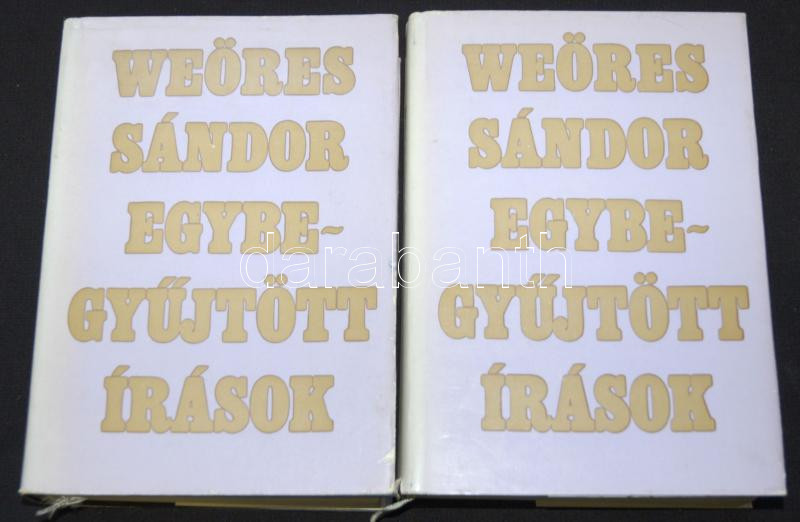 WEÖRES
SÁNDOR
EGYBE-
GYŰJTÖTT
ÍRÁSOK
WEÖRES
SÁNDOR
EGYBE-
GYŰJTÖTT
ÍRÁSOK
darabanth